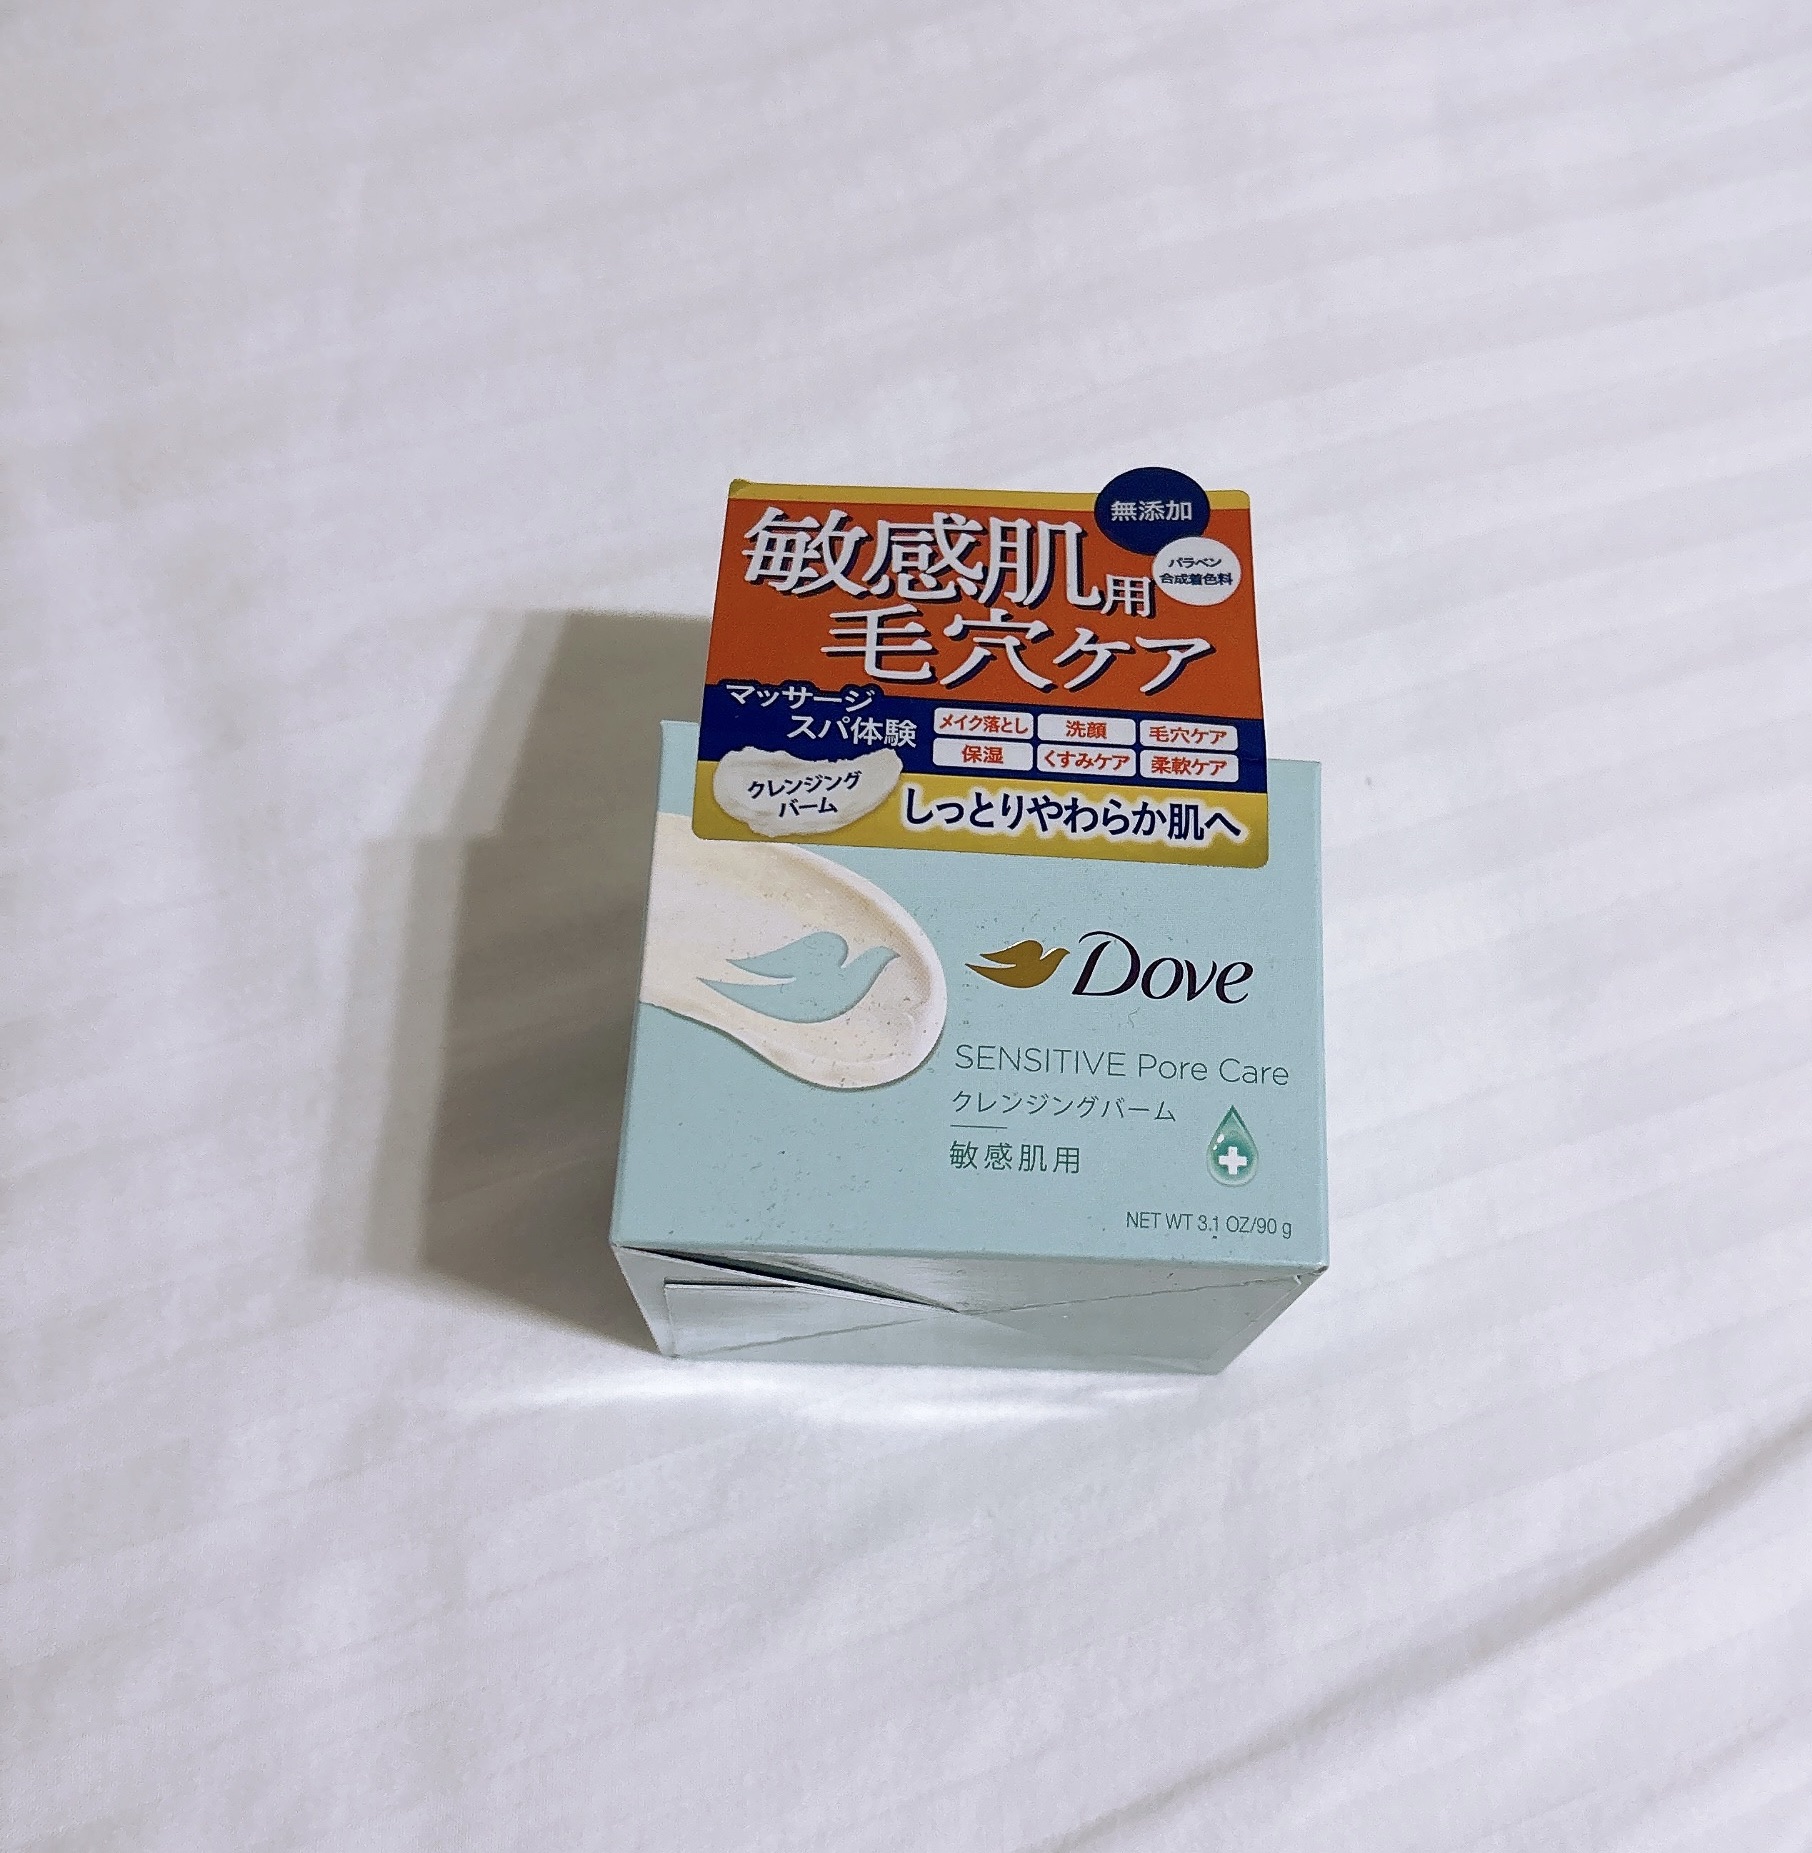 無添加
パラベン
合成着色料
敏感肌用
毛穴ケア
マッサージ
スパ体験
メイク落とし 洗顔 毛穴ケア
保湿 くすみケア 柔軟ケア
クレンジング
バーム
しっとりやわらか肌へ
Dove
SENSITIVE Pore Care
クレンジングバーム
敏感肌用
NET WT 3.1 OZ/90 g